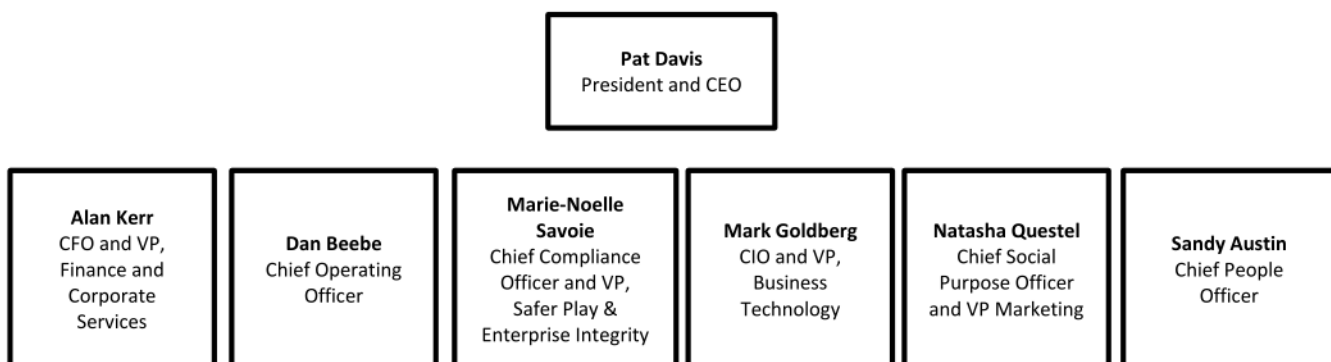 Pat Davis
President and CEO
Alan Kerr
CFO and VP,
Finance and
Corporate
Services
Dan Beebe
Chief Operating
Officer
Marie-Noelle
Savoie
Chief Compliance
Officer and VP,
Safer Play &
Enterprise Integrity
Mark Goldberg
CIO and VP,
Business
Technology
Natasha Questel
Chief Social
Purpose Officer
and VP Marketing
Sandy Austin
Chief People
Officer